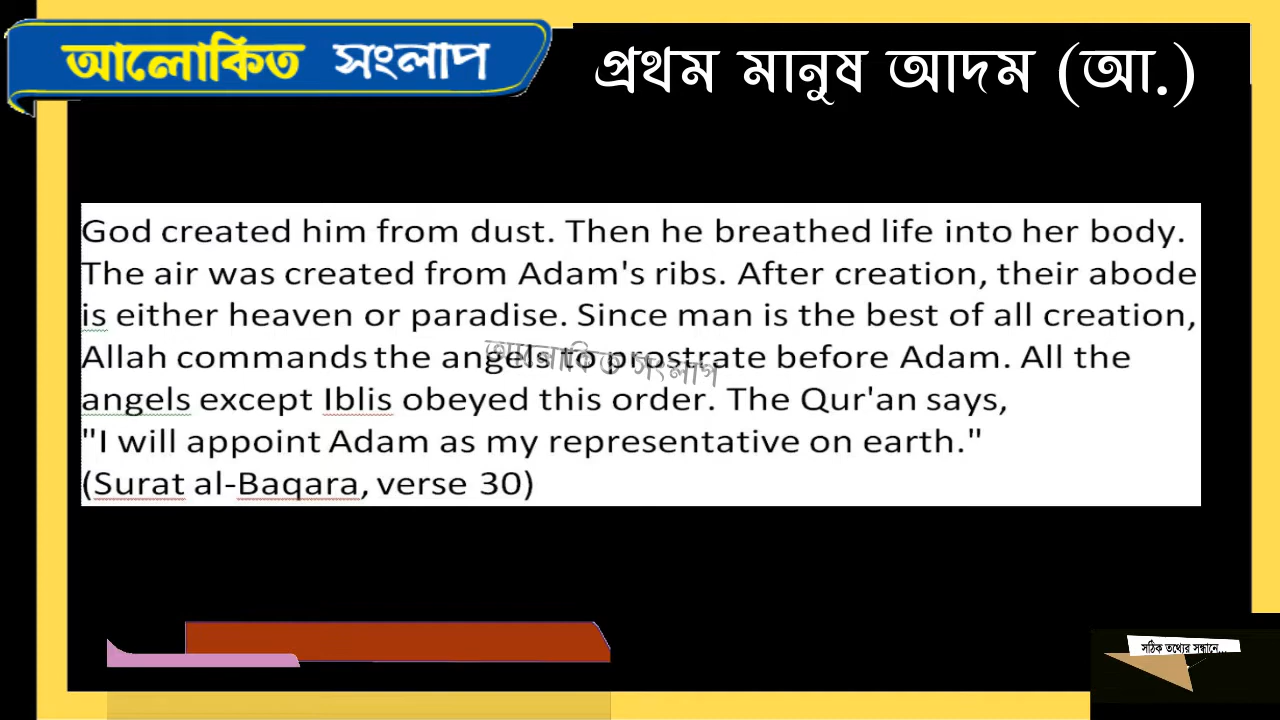 আলোকিত সংলাপ
প্রথম মানুষ আদম (আ.)
God created him from dust. Then he breathed life into her body.
The air was created from Adam's ribs. After creation, their abode
is either heaven or paradise. Since man is the best of all creation,
Allah commands the angels to prostrate before Adam. All the
আলোকিত সংলাপ
angels except Iblis obeyed this order. The Qur'an says,
"I will appoint Adam as my representative on earth."
(Surat al-Baqara, verse 30)
সঠিক তথ্যের সন্ধানে...